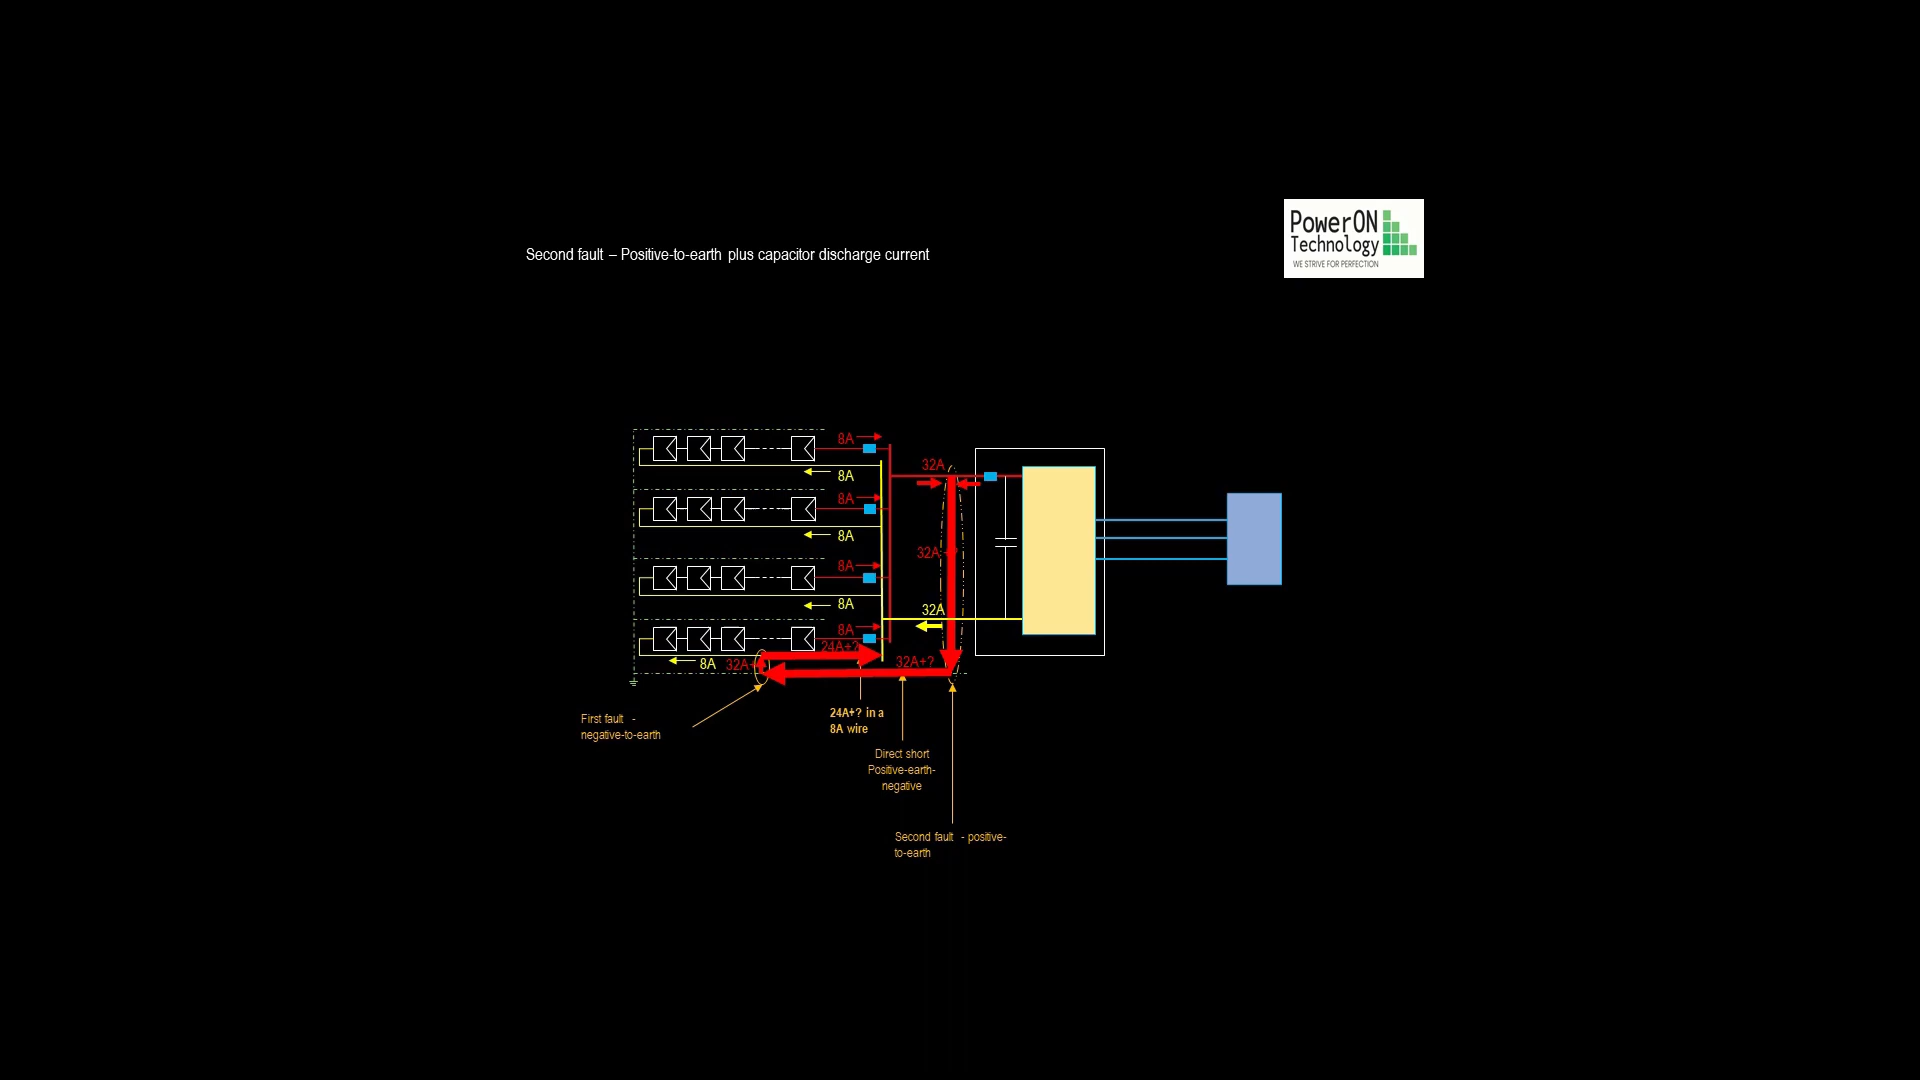 PowerON
Technology
WE STRIVE FOR PERFECTION
Second fault – Positive-to-earth plus capacitor discharge current
8A
8A
32A
8A
8A
32A+?
8A
8A
32A
8A
24A+?
8A
32A+
32A+?
First fault -
negative-to-earth
24A+? in a
8A wire
Direct short
Positive-earth-
negative
Second fault - positive-
to-earth